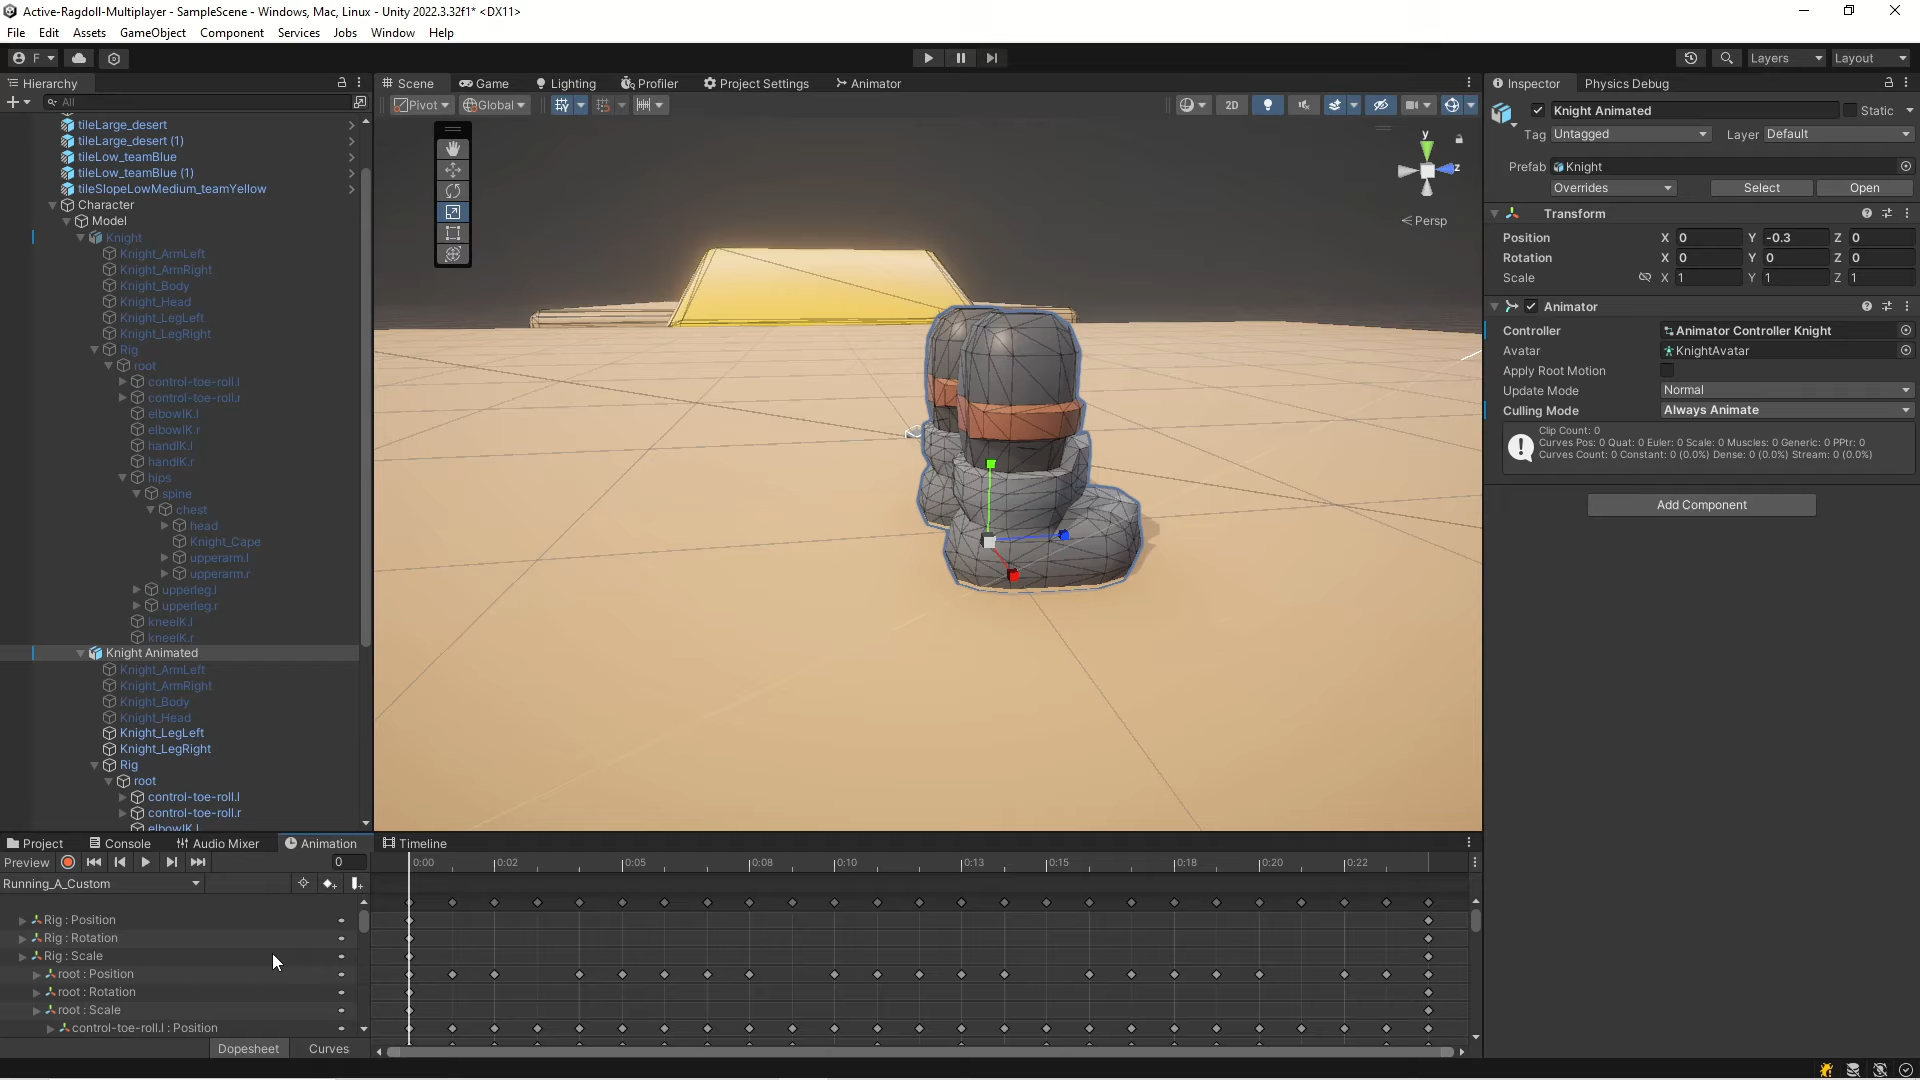 Active-Ragdoll-Multiplayer - SampleScene - Windows, Mac, Linux - Unity 2022.3.32f1* <DX11>
File Edit Assets GameObject Component Services Jobs Window Help
F
Layers Layout
Hierarchy
All
tileLarge_desert
tileLarge_desert (1)
tileLow_teamBlue
tileLow_teamBlue (1)
tileSlopeLowMedium_teamYellow
Character
Model
Knight
Knight_ArmLeft
Knight_ArmRight
Knight_Body
Knight_Head
Knight_LegLeft
Knight_LegRight
Rig
root
control-toe-roll.l
control-toe-roll.r
elbowIK.l
elbowIK.r
handIK.l
handIK.r
hips
spine
chest
head
Knight_Cape
upperarm.l
upperarm.r
upperleg.l
upperleg.r
kneeIK.l
kneeIK.r
Knight Animated
Knight_ArmLeft
Knight_ArmRight
Knight_Body
Knight_Head
Knight_LegLeft
Knight_LegRight
Rig
root
control-toe-roll.l
control-toe-roll.r
elbowIK.l
Scene Game Lighting Profiler Project Settings Animator
Pivot Global
2D
y
z
Persp
Inspector Physics Debug
Knight Animated Static
Tag Untagged Layer Default
Prefab Knight
Overrides Select Open
Transform
Position X 0 Y -0.3 Z 0
Rotation X 0 Y 0 Z 0
Scale X 1 Y 1 Z 1
Animator
Controller Animator Controller Knight
Avatar KnightAvatar
Apply Root Motion
Update Mode Normal
Culling Mode Always Animate
Clip Count: 0
Curves Pos: 0 Quat: 0 Euler: 0 Scale: 0 Muscles: 0 Generic: 0 PPtr: 0
Curves Count: 0 Constant: 0 (0.0%) Dense: 0 (0.0%) Stream: 0 (0.0%)
Add Component
Project Console Audio Mixer Animation Timeline
Preview 0 0:00 0:02 0:05 0:08 0:10 0:13 0:15 0:18 0:20 0:22
Running_A_Custom
Rig : Position
Rig : Rotation
Rig : Scale
root : Position
root : Rotation
root : Scale
control-toe-roll.l : Position
Dopesheet Curves